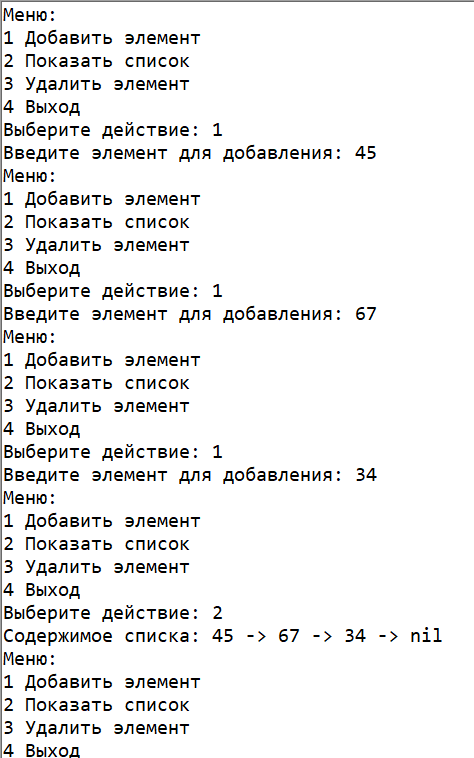 Меню:
1 Добавить элемент
2 Показать список
3 Удалить элемент
4 Выход
Выберите действие: 1
Введите элемент для добавления: 45
Меню:
1 Добавить элемент
2 Показать список
3 Удалить элемент
4 Выход
Выберите действие: 1
Введите элемент для добавления: 67
Меню:
1 Добавить элемент
2 Показать список
3 Удалить элемент
4 Выход
Выберите действие: 1
Введите элемент для добавления: 34
Меню:
1 Добавить элемент
2 Показать список
3 Удалить элемент
4 Выход
Выберите действие: 2
Содержимое списка: 45 -> 67 -> 34 -> nil
Меню:
1 Добавить элемент
2 Показать список
3 Удалить элемент
4 Выход